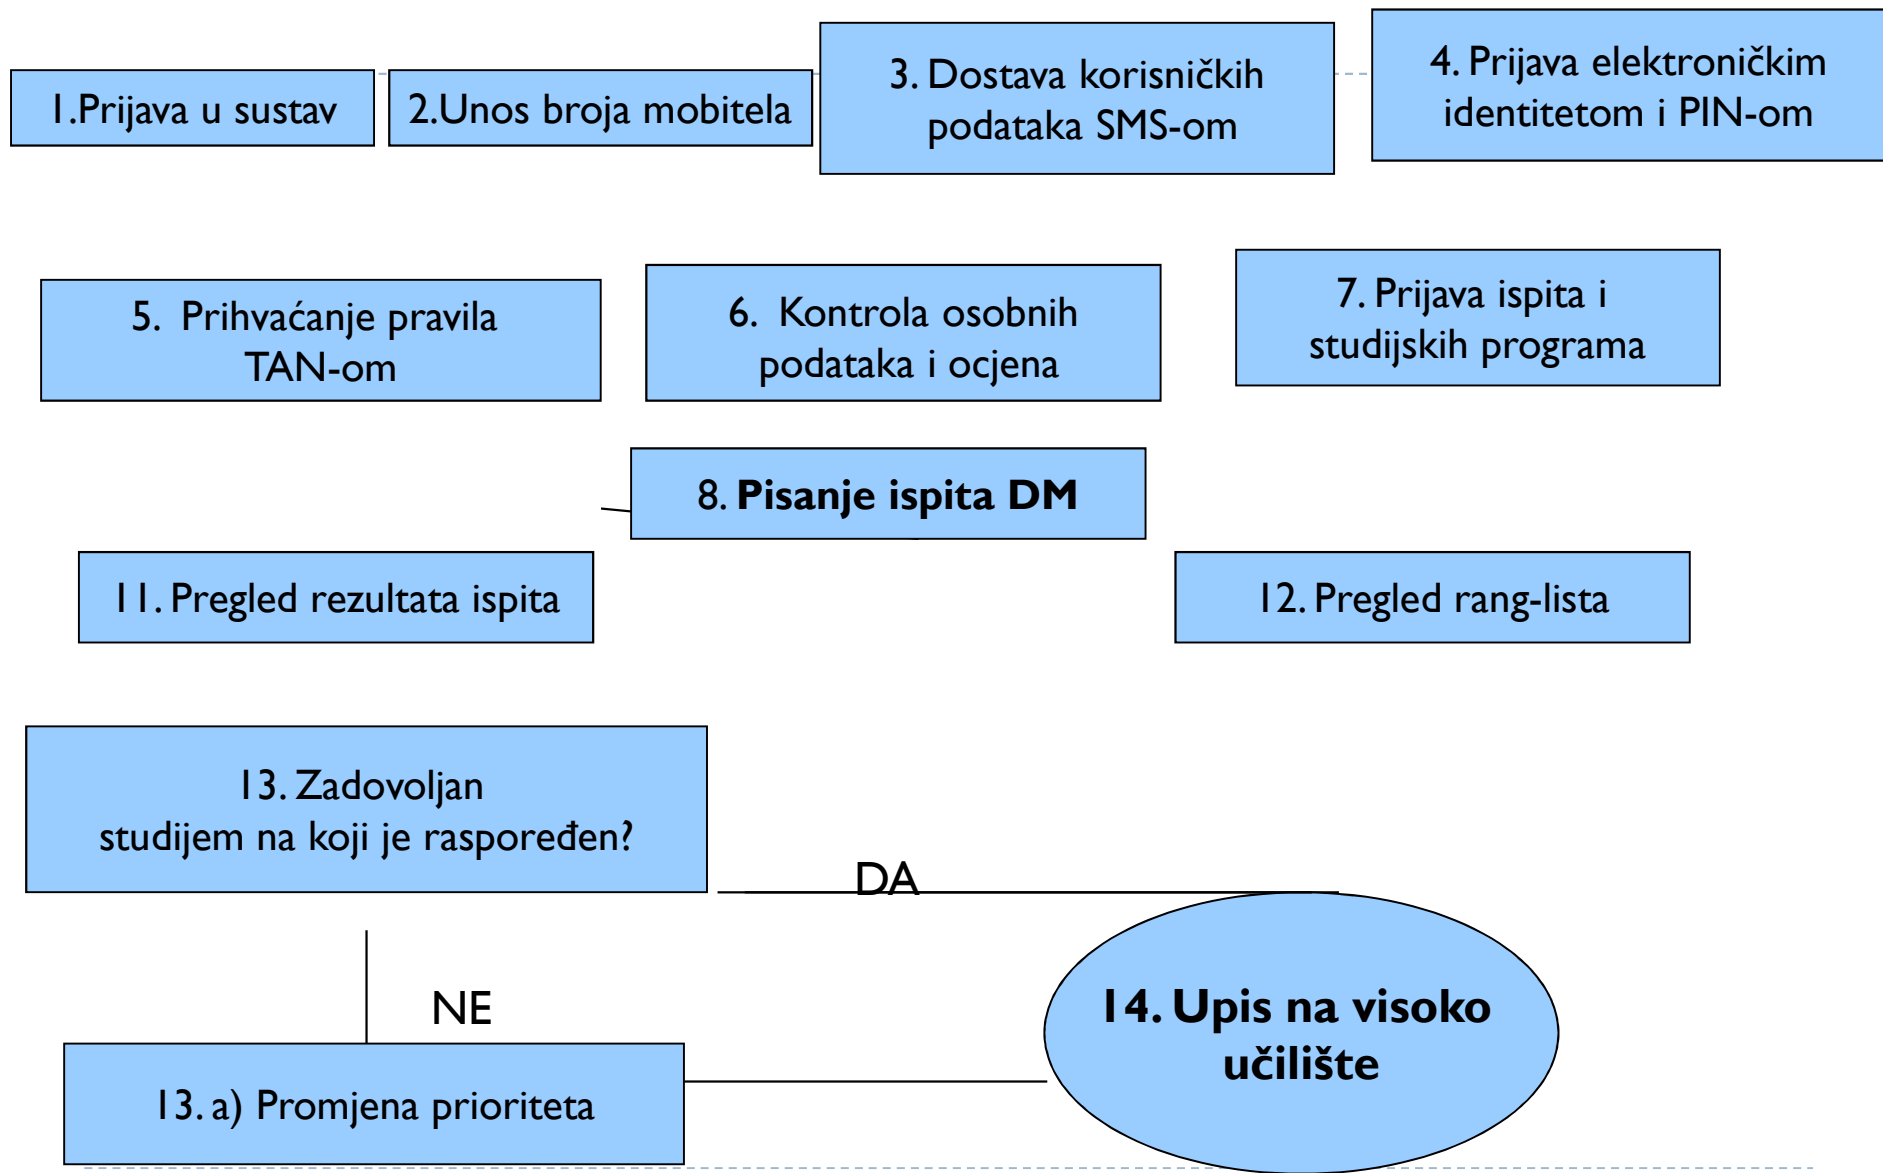 1.Prijava u sustav
2.Unos broja mobitela
3. Dostava korisničkih
podataka SMS-om
4. Prijava elektroničkim
identitetom i PIN-om
5. Prihvaćanje pravila
TAN-om
6. Kontrola osobnih
podataka i ocjena
7. Prijava ispita i
studijskih programa
8. Pisanje ispita DM
11. Pregled rezultata ispita
12. Pregled rang-lista
13. Zadovoljan
studijem na koji je raspoređen?
DA
NE
14. Upis na visoko
učilište
13. a) Promjena prioriteta